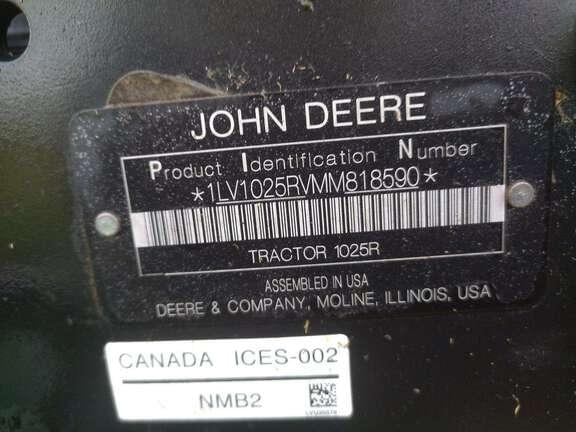 JOHN DEERE
Product Identification Number
*1LV1025RVMM818590*
TRACTOR 1025R
ASSEMBLED IN USA
DEERE & COMPANY, MOLINE, ILLINOIS, USA
CANADA ICES-002
NMB2